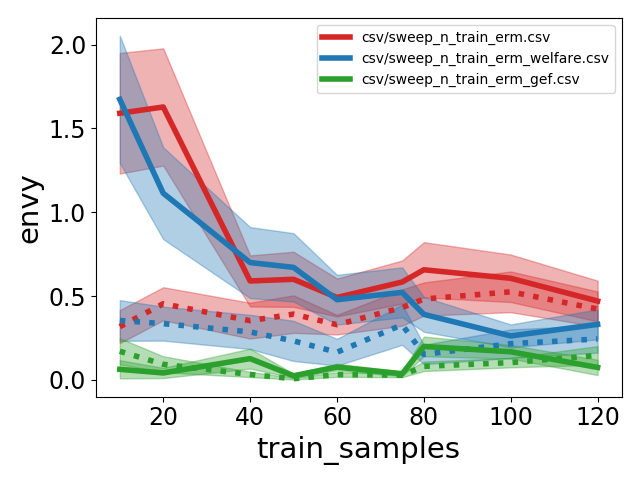 csv/sweep_n_train_erm.csv
csv/sweep_n_train_erm_welfare.csv
csv/sweep_n_train_erm_gef.csv
envy
2.0
1.5
1.0
0.5
0.0
20 40 60 80 100 120
train_samples